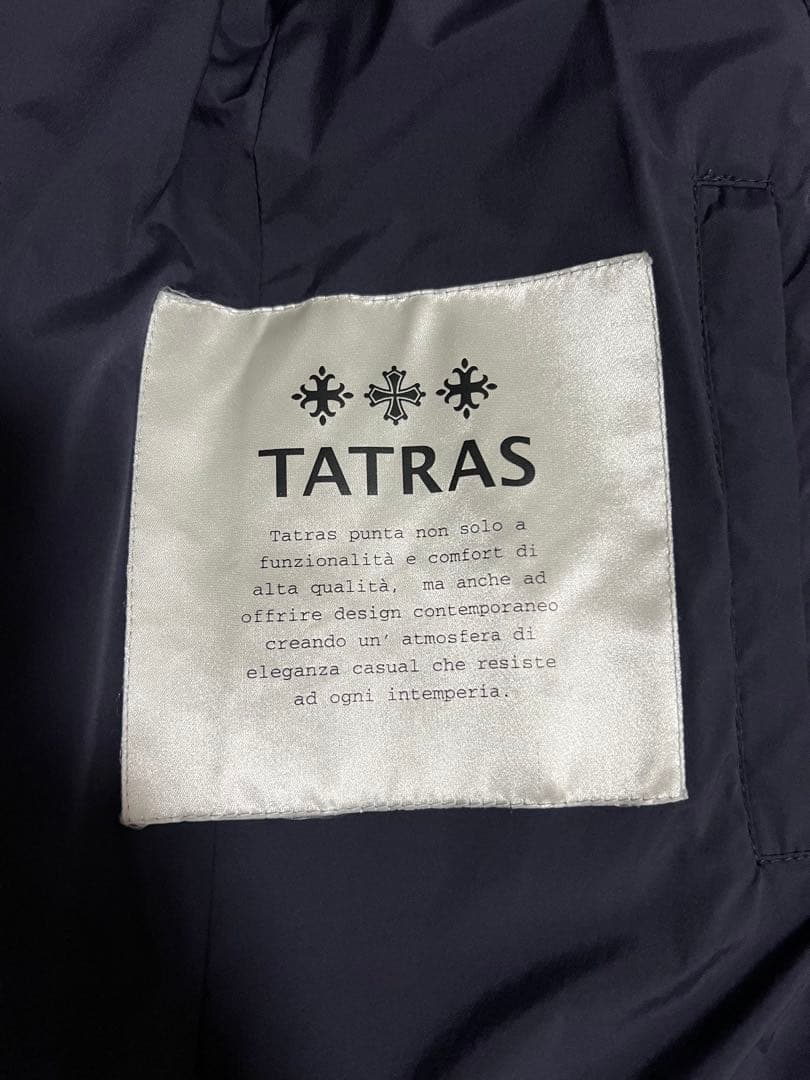 TATRAS
Tatras punta non solo a
funzionalità e comfort di
alta qualità, ma anche ad
offrire design contemporaneo
creando un' atmosfera di
eleganza casual che resiste
ad ogni intemperia.